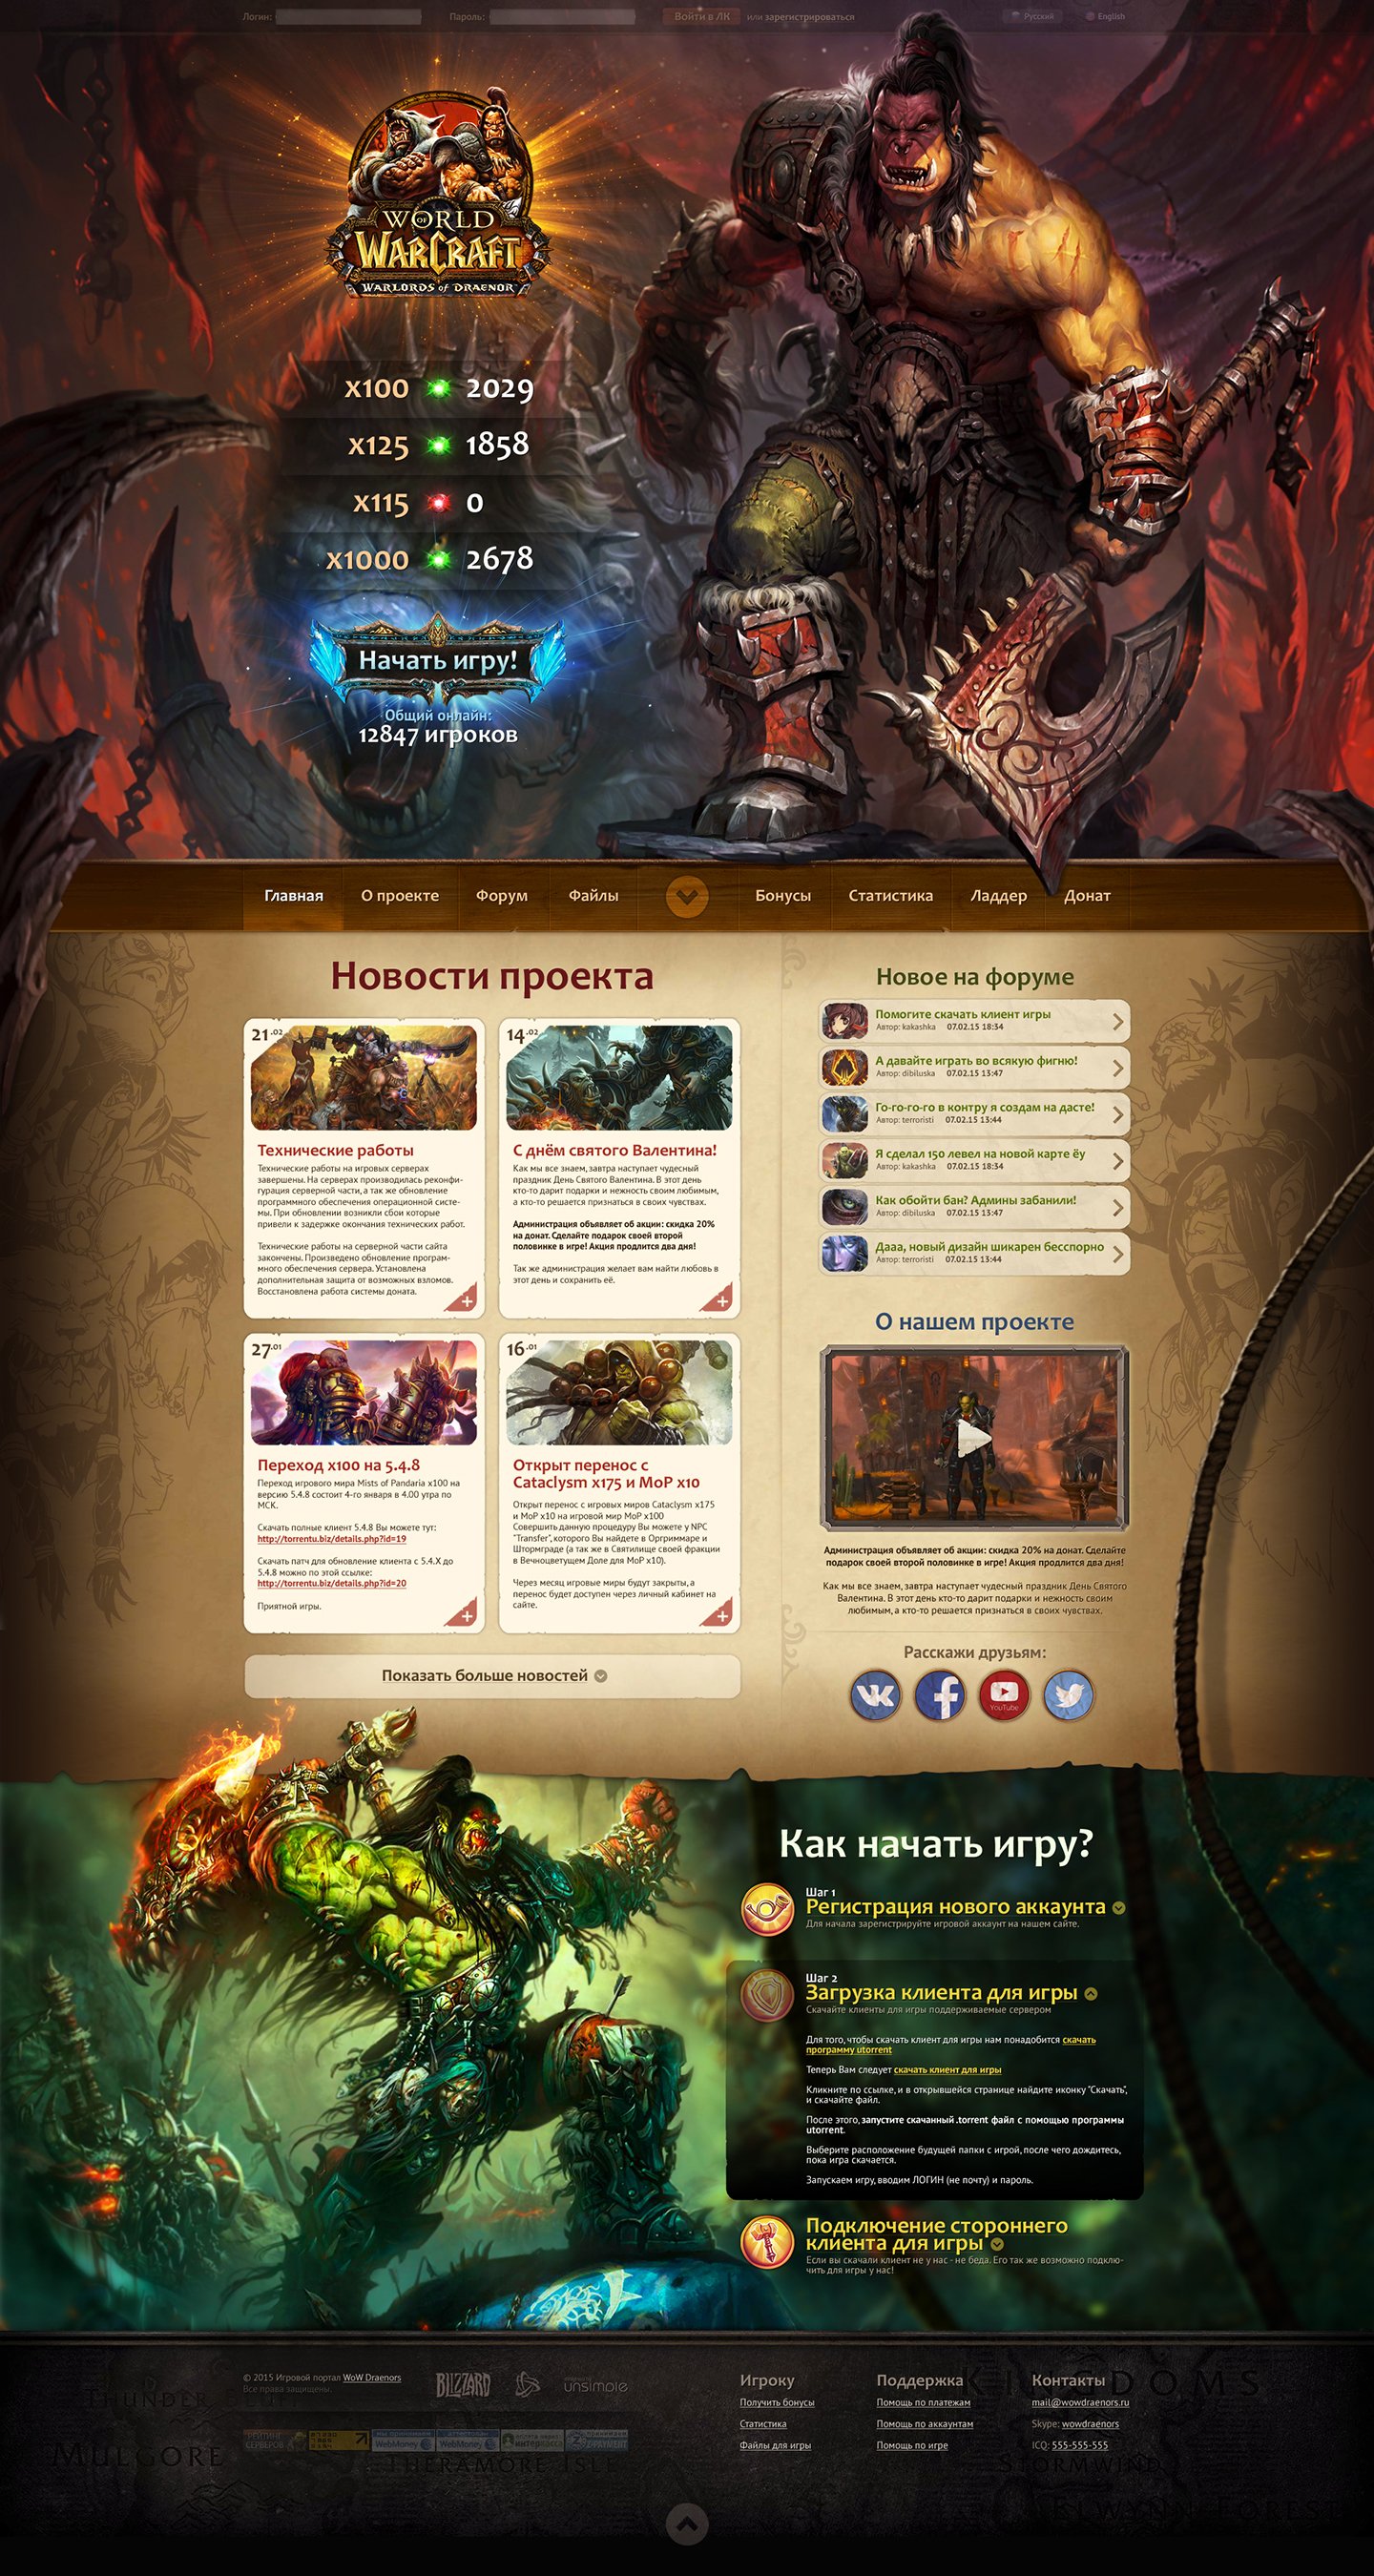 Логин:
Пароль:
Войти в ЛК
или зарегистрироваться
Русский
English
WORLD OF
WARCRAFT
WARLORDS OF DRAENOR
x100 2029
x125 1858
x115 0
x1000 2678
Начать игру!
Общий онлайн:
12847 игроков
Главная
О проекте
Форум
Файлы
Бонусы
Статистика
Ладдер
Донат
Новости проекта
21.02
Технические работы
Технические работы на игровых серверах
завершены. На серверах производилась реконфи-
гурация серверной части, а так же обновление
программного обеспечения операционной систе-
мы. При обновлении возникли сбои которые
привели к задержке окончания технических работ.
Технические работы на серверной части сайта
закончены. Произведено обновление програм-
много обеспечения сервера. Установлена
дополнительная защита от возможных взломов.
Восстановлена работа системы доната.
14.02
С днём святого Валентина!
Как мы все знаем, завтра наступает чудесный
праздник День Святого Валентина. В этот день
кто-то дарит подарки и нежность своим любимым,
а кто-то решается признаться в своих чувствах.
Администрация объявляет об акции: скидка 20%
на донат. Сделайте подарок своей второй
половинке в игре! Акция продлится два дня!
Так же администрация желает вам найти любовь в
этот день и сохранить её.
27.01
Переход x100 на 5.4.8
Переход игрового мира Mists of Pandaria x100 на
версию 5.4.8 состоит 4-го января в 4.00 утра по
МСК.
Скачать полные клиент 5.4.8 Вы можете тут:
http://torrentu.biz/details.php?id=19
Скачать патч для обновление клиента с 5.4.X до
5.4.8 можно по этой ссылке:
http://torrentu.biz/details.php?id=20
Приятной игры.
16.01
Открыт перенос с
Cataclysm x175 и MoP x10
Открыт перенос с игровых миров Cataclysm x175
и MoP x10 на игровой мир MoP x100
Совершить данную процедуру Вы можете у NPC
"Transfer", которого Вы найдете в Оргриммаре и
Штормграде (а так же в Святилище своей фракции
в Вечноцветущем Доле для MoP x10).
Через месяц игровые миры будут закрыты, а
перенос будет доступен через личный кабинет на
сайте.
Показать больше новостей
Новое на форуме
Помогите скачать клиент игры
Автор: kakashka 07.02.15 18:34
А давайте играть во всякую фигню!
Автор: dibiluska 07.02.15 13:47
Го-го-го-го в контру я создам на дасте!
Автор: terroristi 07.02.15 13:44
Я сделал 150 левел на новой карте ёу
Автор: kakashka 07.02.15 18:34
Как обойти бан? Админы забанили!
Автор: dibiluska 07.02.15 13:47
Дааа, новый дизайн шикарен бесспорно
Автор: terroristi 07.02.15 13:44
О нашем проекте
Администрация объявляет об акции: скидка 20% на донат. Сделайте
подарок своей второй половинке в игре! Акция продлится два дня!
Как мы все знаем, завтра наступает чудесный праздник День Святого
Валентина. В этот день кто-то дарит подарки и нежность своим
любимым, а кто-то решается признаться в своих чувствах.
Расскажи друзьям:
YouTube
Как начать игру?
Шаг 1
Регистрация нового аккаунта
Для начала зарегистрируйте игровой аккаунт на нашем сайте.
Шаг 2
Загрузка клиента для игры
Скачайте клиенты для игры поддерживаемые сервером
Для того, чтобы скачать клиент для игры нам понадобится скачать
программу utorrent
Теперь Вам следует скачать клиент для игры
Кликните по ссылке, и в открывшейся странице найдите иконку "Скачать",
и скачайте файл.
После этого, запустите скачанный .torrent файл с помощью программы
utorrent.
Выберите расположение будущей папки с игрой, после чего дождитесь,
пока игра скачается.
Запускаем игру, вводим ЛОГИН (не почту) и пароль.
Подключение стороннего
клиента для игры
Если вы скачали клиент не у нас - не беда. Его так же возможно подклю-
чить для игры у нас!
© 2015 Игровой портал WoW Draenors
Все права защищены.
BLIZZARD
unsimple
РЕЙТИНГ
СЕРВЕРОВ
WebMoney
WebMoney
интеркасса
Z-PAYMENT
Игроку
Получить бонусы
Статистика
Файлы для игры
Поддержка
Помощь по платежам
Помощь по аккаунтам
Помощь по игре
Контакты
mail@wowdraenors.ru
Skype: wowdraenors
ICQ: 555-555-555
KINGDOMS
THUNDER
MULGORE
THERAMORE ISLE
STORMWIND
ELWYNN FOREST